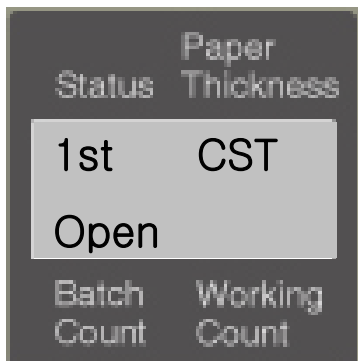 Paper
Status Thickness
1st CST
Open
Batch Working
Count Count